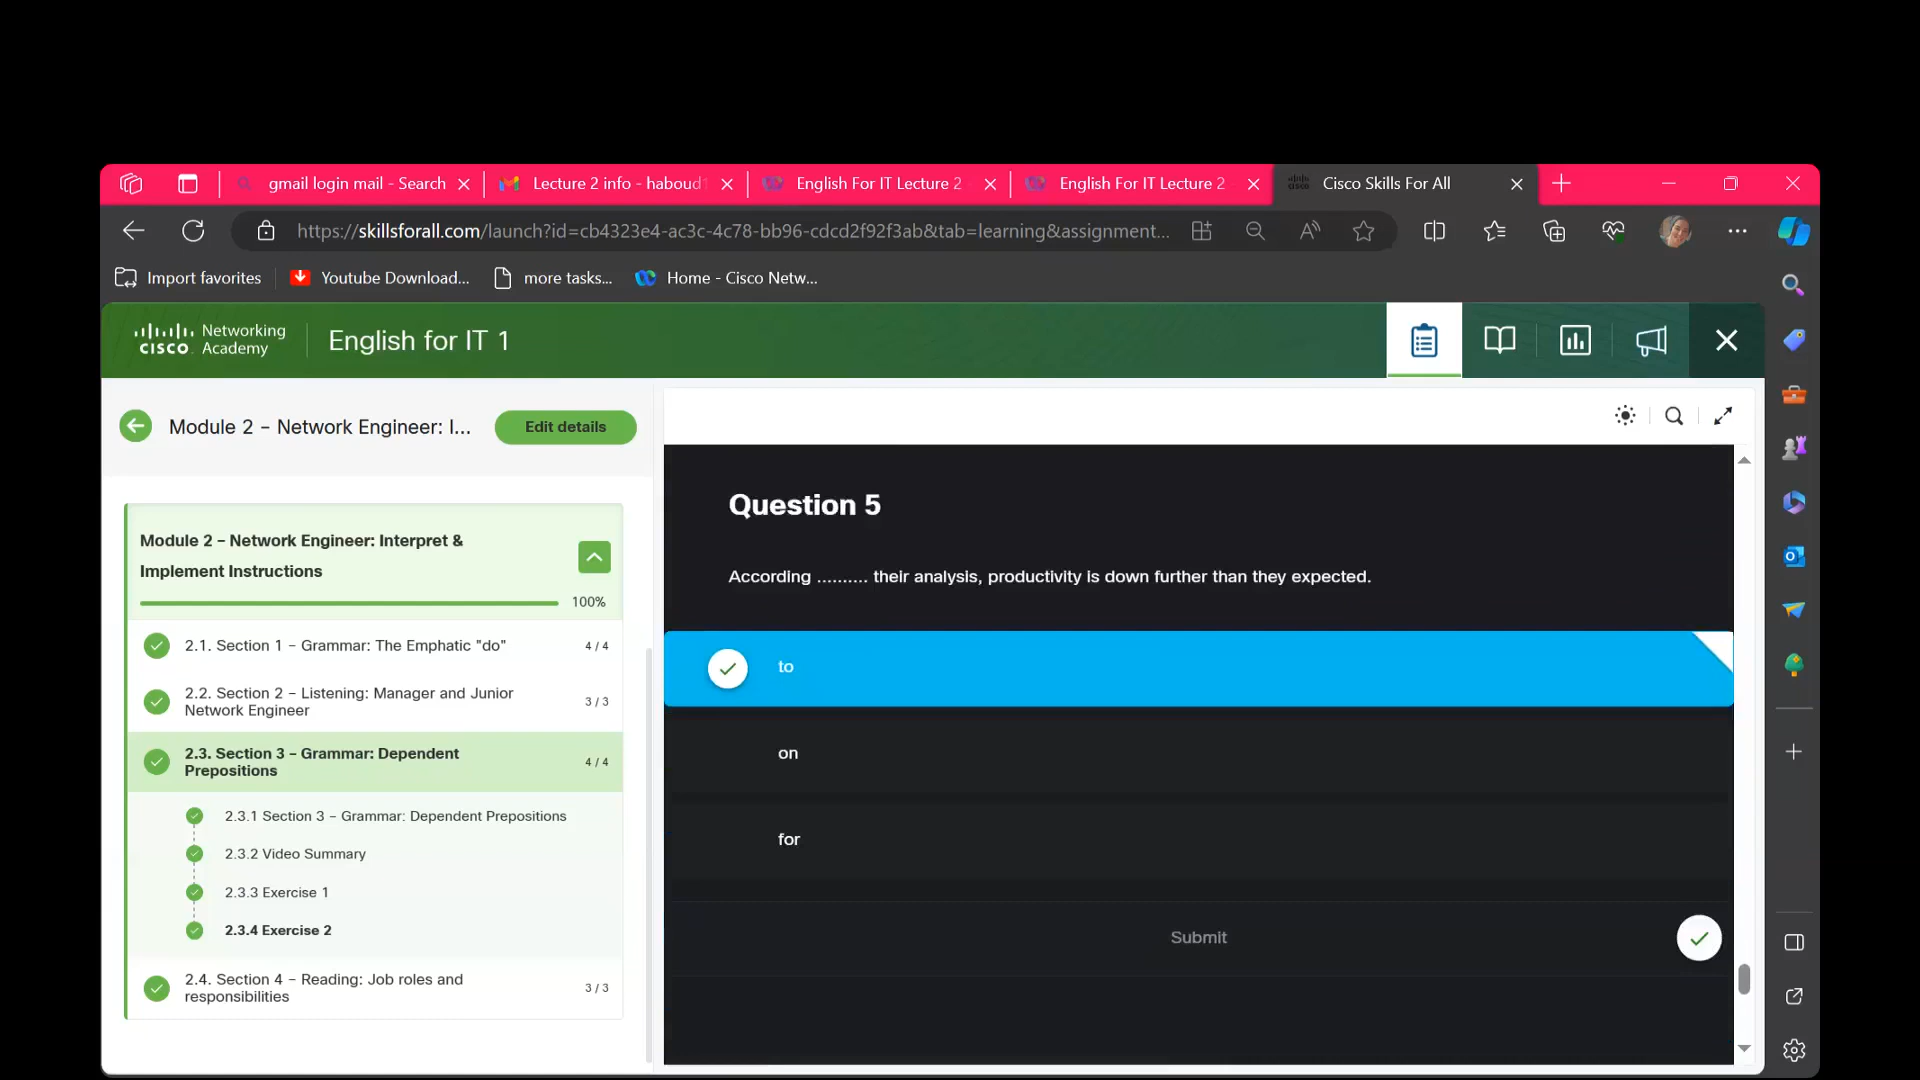 gmail login mail - Search
Lecture 2 info - haboud
English For IT Lecture 2
English For IT Lecture 2
Cisco Skills For All
https://skillsforall.com/launch?id=cb4323e4-ac3c-4c78-bb96-cdcd2f92f3ab&tab=learning&assignment...
Import favorites
Youtube Download...
more tasks...
Home - Cisco Netw...
CISCO Networking Academy
English for IT 1
Module 2 – Network Engineer: I...
Edit details
Module 2 – Network Engineer: Interpret &
Implement Instructions
100%
2.1. Section 1 – Grammar: The Emphatic "do"
4 / 4
2.2. Section 2 – Listening: Manager and Junior
Network Engineer
3 / 3
2.3. Section 3 – Grammar: Dependent
Prepositions
4 / 4
2.3.1 Section 3 – Grammar: Dependent Prepositions
2.3.2 Video Summary
2.3.3 Exercise 1
2.3.4 Exercise 2
2.4. Section 4 – Reading: Job roles and
responsibilities
3 / 3
Question 5
According .......... their analysis, productivity is down further than they expected.
to
on
for
Submit